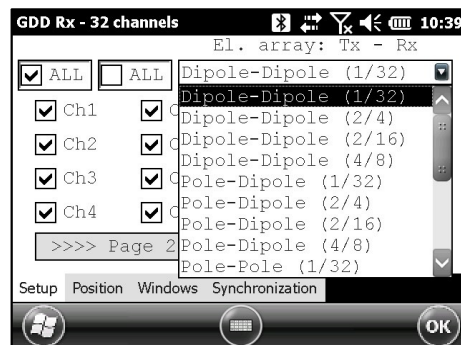 GDD Rx - 32 channels 10:39
El. array: Tx - Rx
ALL ALL Dipole-Dipole (1/32)
Dipole-Dipole (1/32)
Ch1 Dipole-Dipole (2/4)
Dipole-Dipole (2/16)
Ch2 Dipole-Dipole (4/8)
Ch3 Pole-Dipole (1/32)
Pole-Dipole (2/4)
Ch4 Pole-Dipole (2/16)
>>>> Page 2 Pole-Dipole (4/8)
Pole-Pole (1/32)
Setup Position Windows Synchronization
OK